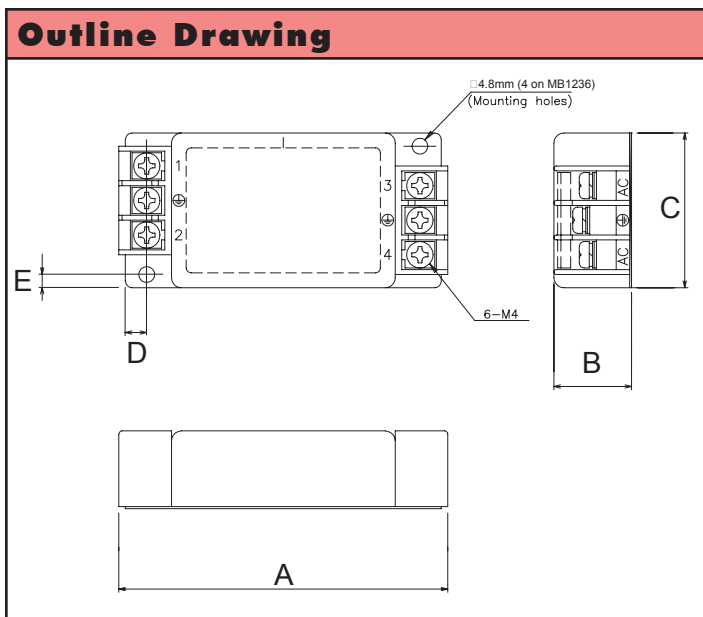 Outline Drawing
□4.8mm (4 on MB1236)
(Mounting holes)
1
2
3
4
6-M4
E
D
AC
AC
C
B
A